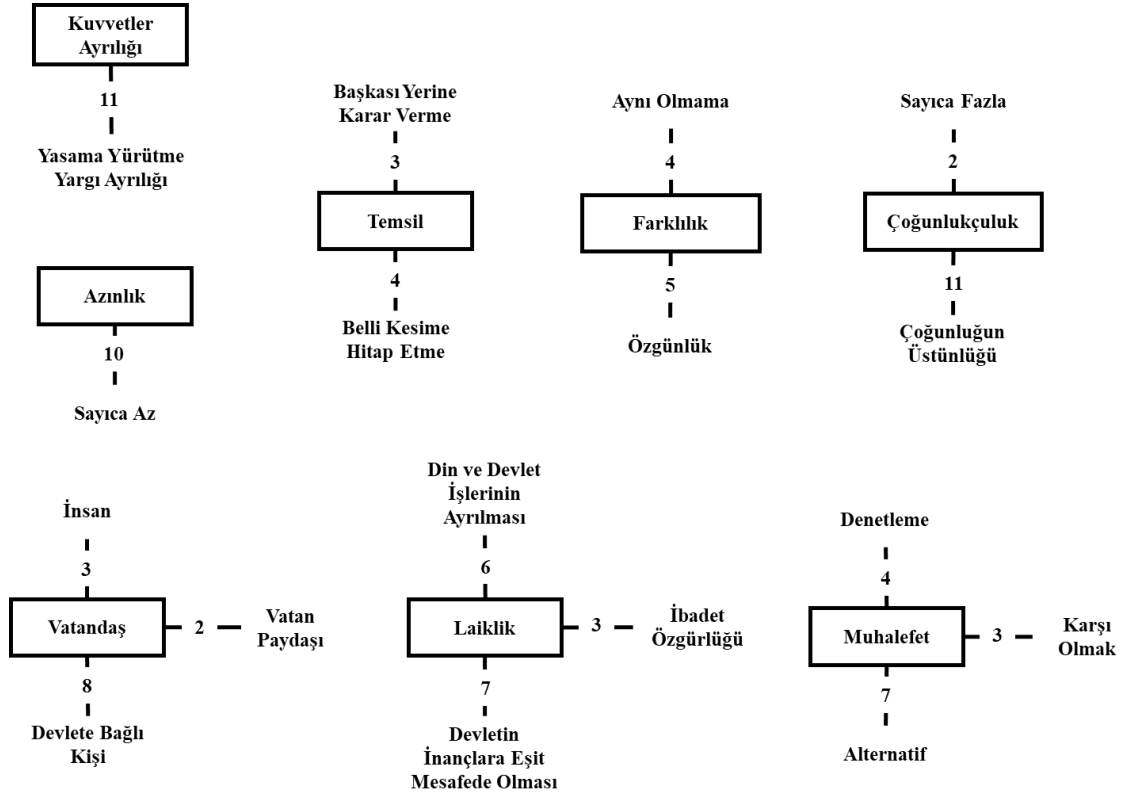 Kuvvetler
Ayrılığı
11
Yasama Yürütme
Yargı Ayrılığı
Başkası Yerine
Karar Verme
3
Temsil
4
Belli Kesime
Hitap Etme
Aynı Olmama
4
Farklılık
5
Özgünlük
Sayıca Fazla
2
Çoğunlukçuluk
11
Çoğunluğun
Üstünlüğü
Azınlık
10
Sayıca Az
İnsan
3
Vatandaş
2
Vatan
Paydaşı
8
Devlete Bağlı
Kişi
Din ve Devlet
İşlerinin
Ayrılması
6
Laiklik
3
İbadet
Özgürlüğü
7
Devletin
İnançlara Eşit
Mesafede Olması
Denetleme
4
Muhalefet
3
Karşı
Olmak
7
Alternatif